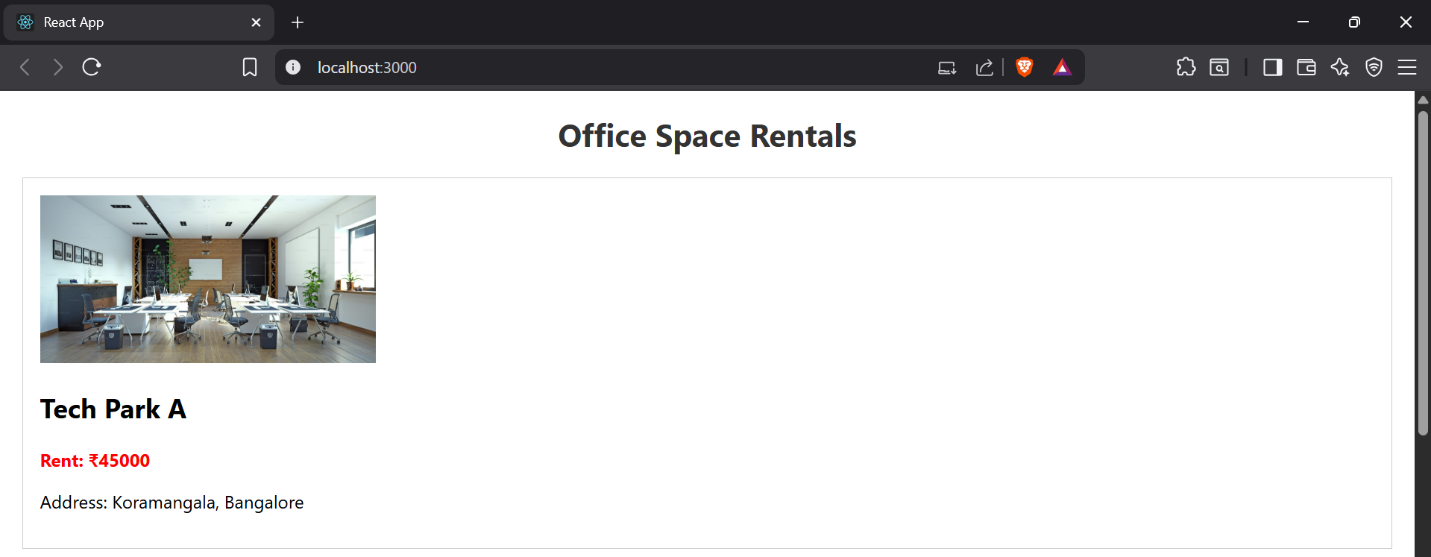 React App
localhost:3000
Office Space Rentals
Tech Park A
Rent: ₹45000
Address: Koramangala, Bangalore